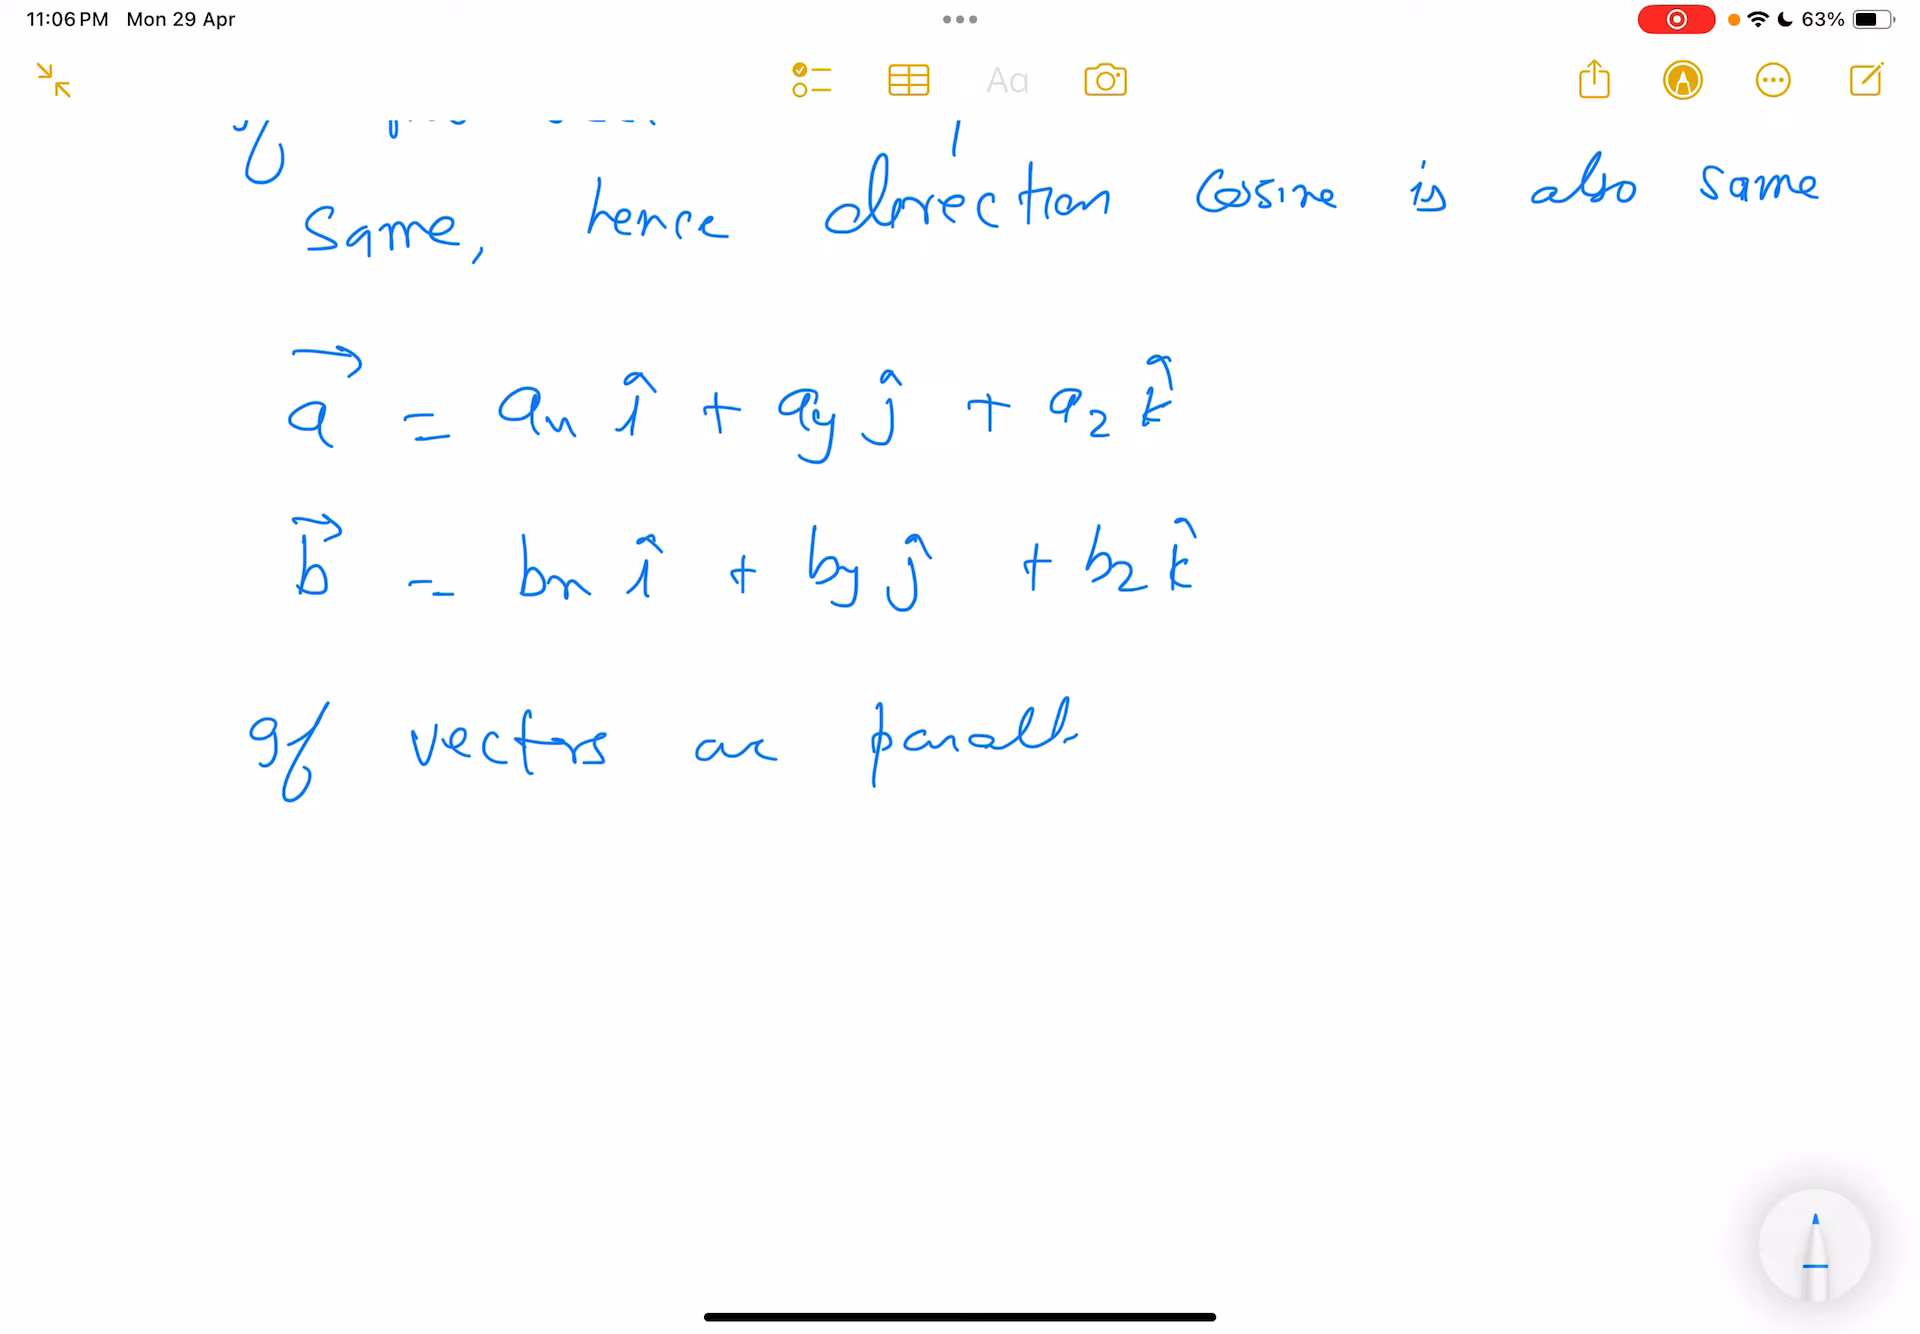 11:06 PM Mon 29 Apr
63%
Aa
same, hence direction cosine is also same
a⃗ = ax î + ay ĵ + az k̂
b⃗ = bx î + by ĵ + bz k̂
If vectors are parall